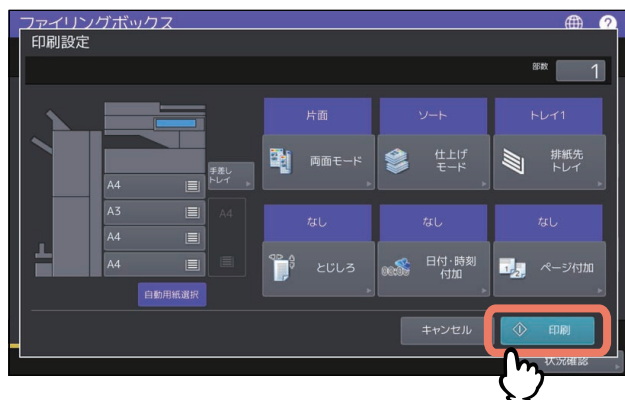 ファイリングボックス
?
印刷設定
部数 1
片面
ソート
トレイ1
両面モード
仕上げ
モード
排紙先
トレイ
手差し
トレイ
A4
A3
A4
A4
A4
自動用紙選択
なし
なし
なし
とじしろ
00:00
日付・時刻
付加
1
ページ付加
キャンセル
印刷
状況確認